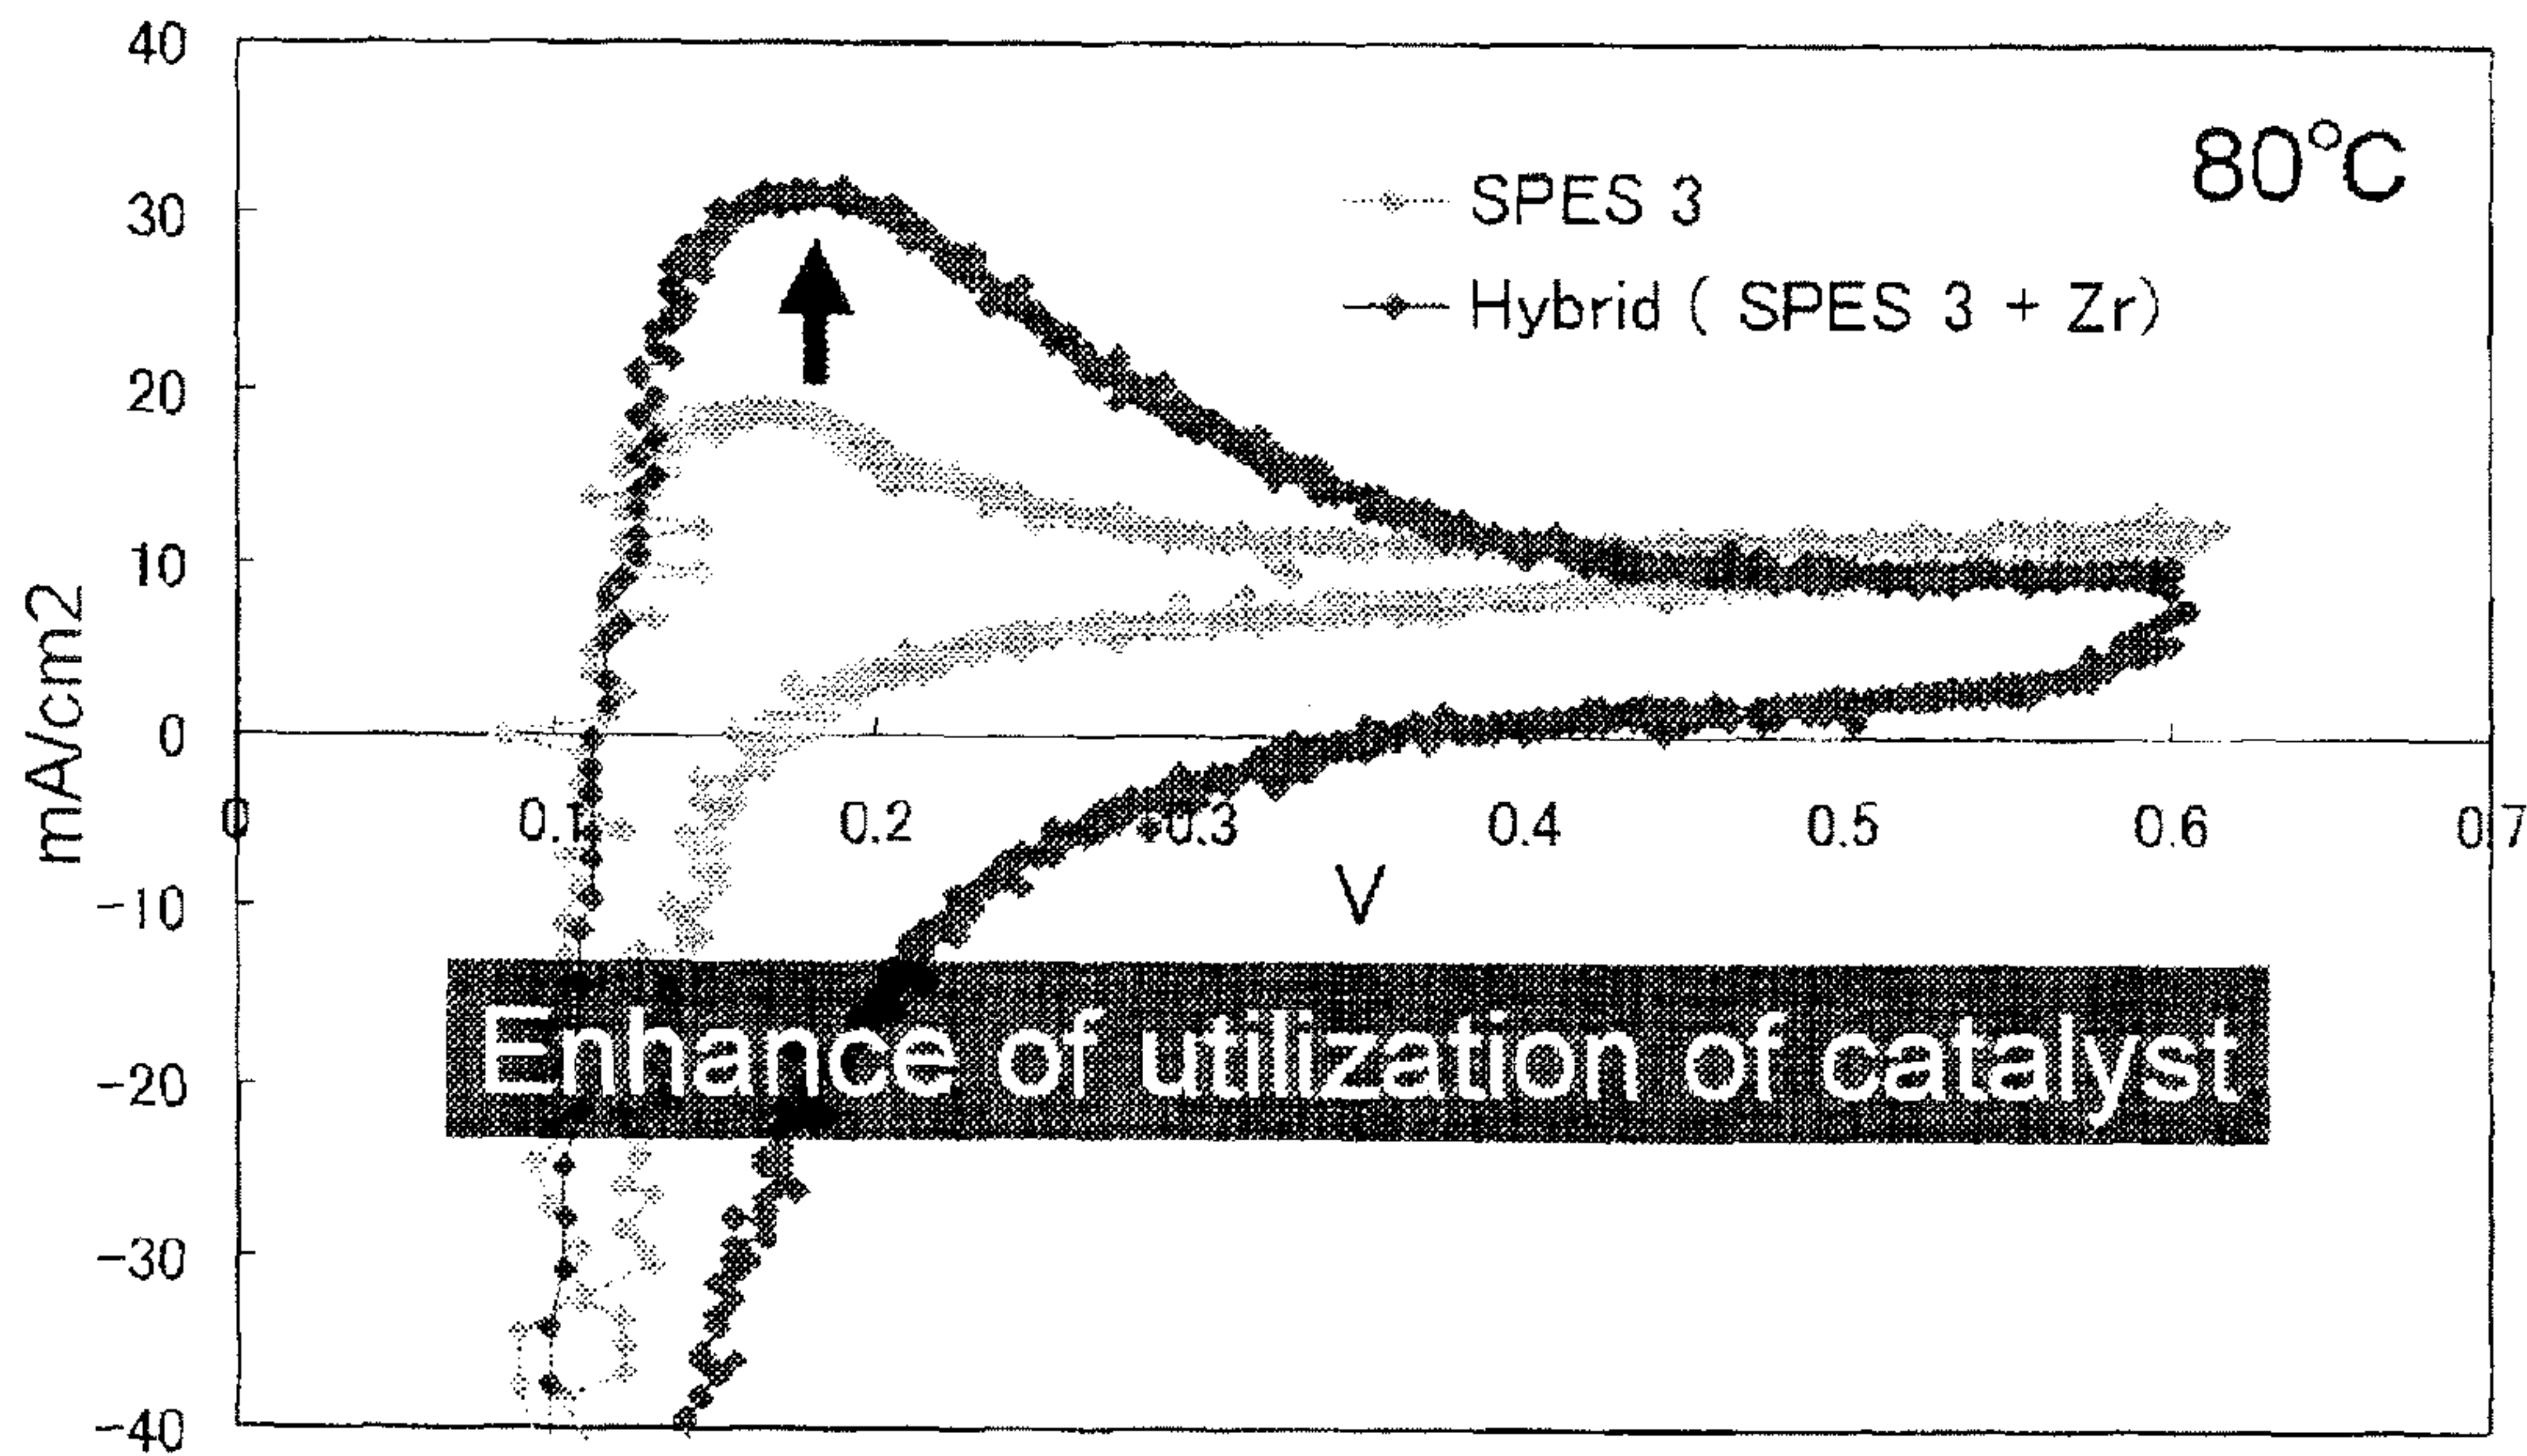 40
80°C
SPES 3
30
Hybrid ( SPES 3 + Zr)
20
10
mA/cm2
0
0 0.1 0.2 0.3 0.4 0.5 0.6 0.7
V
-10
Enhance of utilization of catalyst
-20
-30
-40